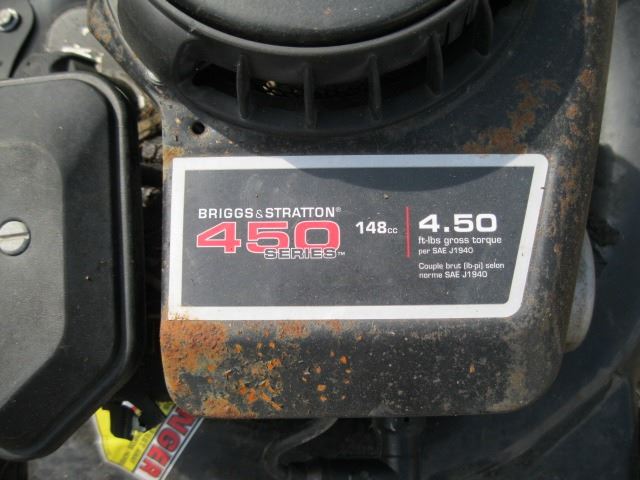 BRIGGS&STRATTON®
450
SERIES™
148cc
4.50
ft-lbs gross torque
per SAE J1940
Couple brut (lb-pi) selon
norme SAE J1940